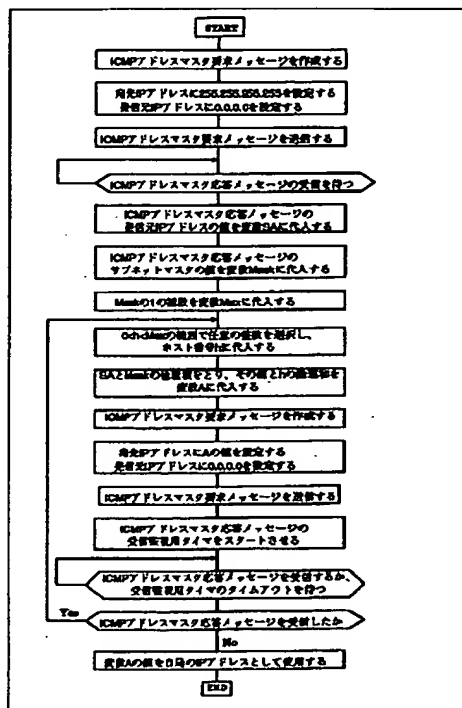 START
ICMPアドレスマスク要求メッセージを作成する
宛先IPアドレスに255.255.255.255を設定する
発信元IPアドレスに0.0.0.0を設定する
ICMPアドレスマスク要求メッセージを送信する
ICMPアドレスマスク応答メッセージの受信を待つ
ICMPアドレスマスク応答メッセージの
発信元IPアドレスの値を変数SAに代入する
ICMPアドレスマスク応答メッセージの
サブネットマスクの値を変数Maskに代入する
Maskの1の補数を変数Maxに代入する
0<h<Maxの範囲で任意の整数を選択し、
ホスト番号hに代入する
SAとMaskの論理積をとり、その値とhの論理和を
変数Aに代入する
ICMPアドレスマスク要求メッセージを作成する
宛先IPアドレスにAの値を設定する
発信元IPアドレスに0.0.0.0を設定する
ICMPアドレスマスク要求メッセージを送信する
ICMPアドレスマスク応答メッセージの
受信監視用タイマをスタートさせる
ICMPアドレスマスク応答メッセージを受信するか、
受信監視用タイマのタイムアウトを待つ
Yes
ICMPアドレスマスク応答メッセージを受信したか
No
変数Aの値を自局のIPアドレスとして使用する
END